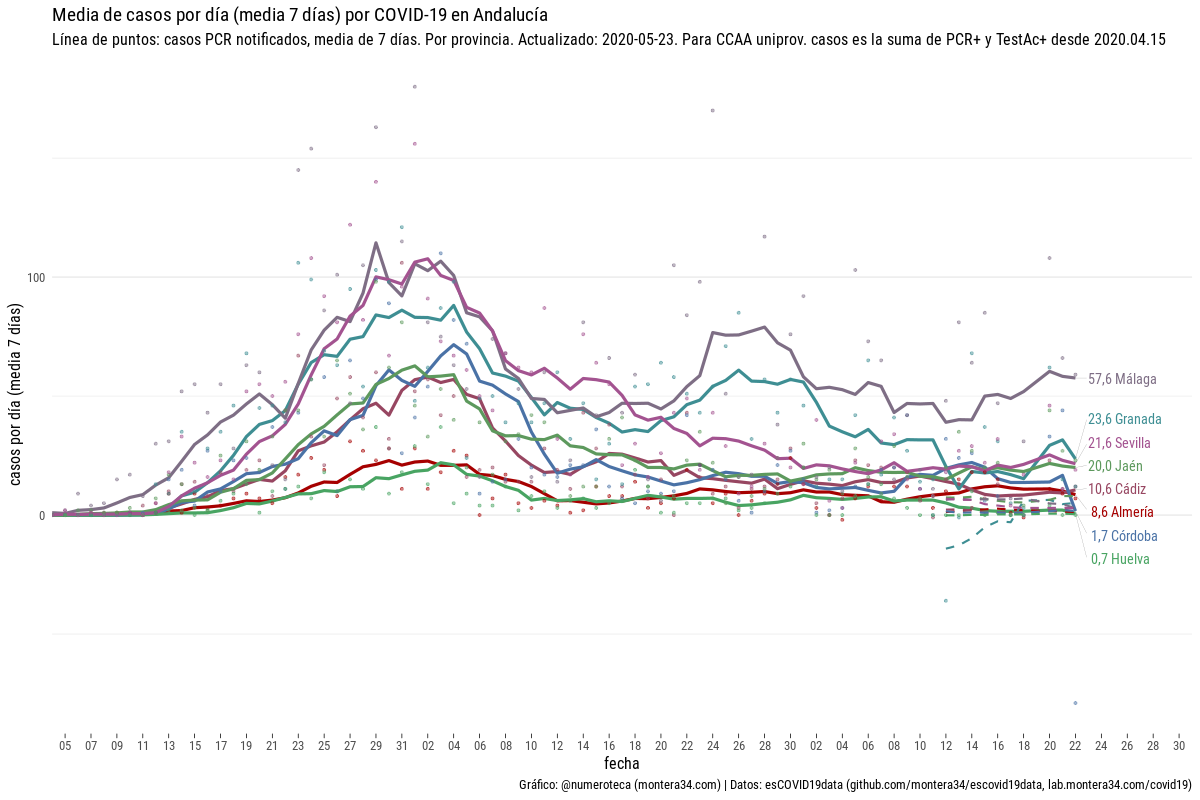 Media de casos por día (media 7 días) por COVID-19 en Andalucía
Línea de puntos: casos PCR notificados, media de 7 días. Por provincia. Actualizado: 2020-05-23. Para CCAA uniprov. casos es la suma de PCR+ y TestAc+ desde 2020.04.15
casos por día (media 7 días)
100
0
57,6 Málaga
23,6 Granada
21,6 Sevilla
20,0 Jaén
10,6 Cádiz
8,6 Almería
1,7 Córdoba
0,7 Huelva
05 07 09 11 13 15 17 19 21 23 25 27 29 31 02 04 06 08 10 12 14 16 18 20 22 24 26 28 30 02 04 06 08 10 12 14 16 18 20 22 24 26 28 30
fecha
Gráfico: @numeroteca (montera34.com) | Datos: esCOVID19data (github.com/montera34/escovid19data, lab.montera34.com/covid19)